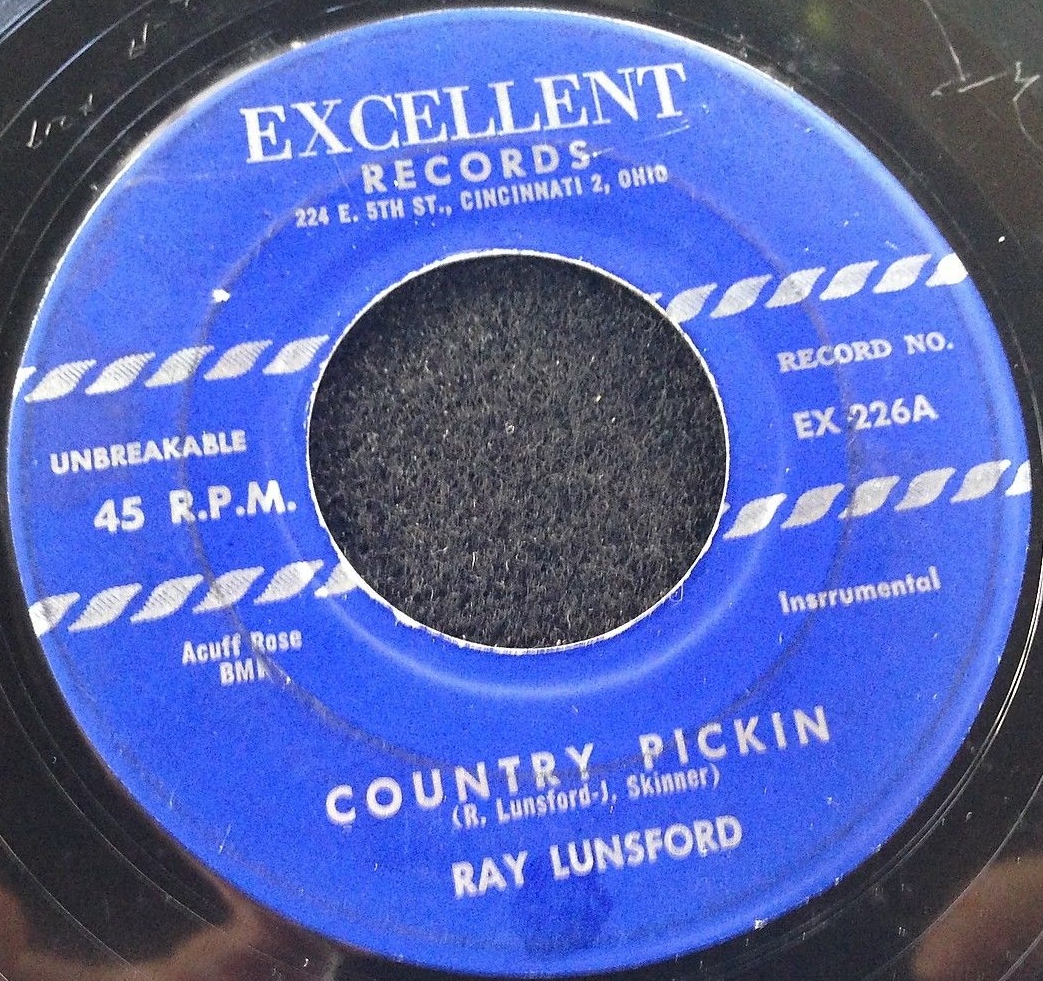 EXCELLENT
RECORDS
224 E. 5TH ST., CINCINNATI 2, OHIO
RECORD NO.
EX 226A
UNBREAKABLE
45 R.P.M.
Insrrumental
Acuff Rose
BMI
COUNTRY PICKIN
(R. Lunsford-J. Skinner)
RAY LUNSFORD